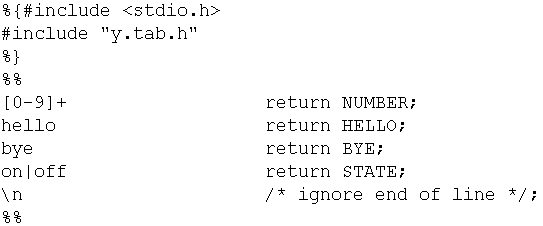 %{#include <stdio.h>
#include "y.tab.h"
%}
%%
[0-9]+ return NUMBER;
hello return HELLO;
bye return BYE;
on|off return STATE;
\n /* ignore end of line */;
%%